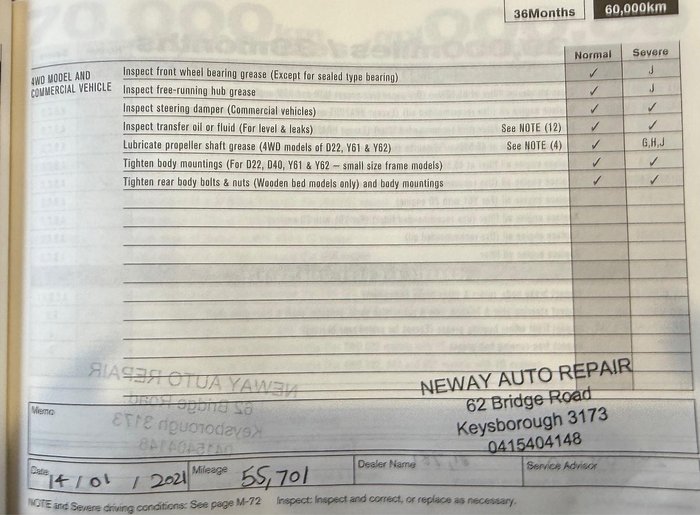 36Months 60,000km
Normal Severe
4WD MODEL AND
COMMERCIAL VEHICLE
Inspect front wheel bearing grease (Except for sealed type bearing) ✓ J
Inspect free-running hub grease ✓ J
Inspect steering damper (Commercial vehicles) ✓ ✓
Inspect transfer oil or fluid (For level & leaks) See NOTE (12) ✓ ✓
Lubricate propeller shaft grease (4WD models of D22, Y61 & Y62) See NOTE (4) ✓ G,H,J
Tighten body mountings (For D22, D40, Y61 & Y62 – small size frame models) ✓ ✓
Tighten rear body bolts & nuts (Wooden bed models only) and body mountings ✓ ✓
NEWAY AUTO REPAIR
62 Bridge Road
Keysborough 3173
0415404148
Memo
Date 14 / 01 / 2021 Mileage 55,701 Dealer Name Service Advisor
NOTE and Severe driving conditions: See page M-72 Inspect: Inspect and correct, or replace as necessary.